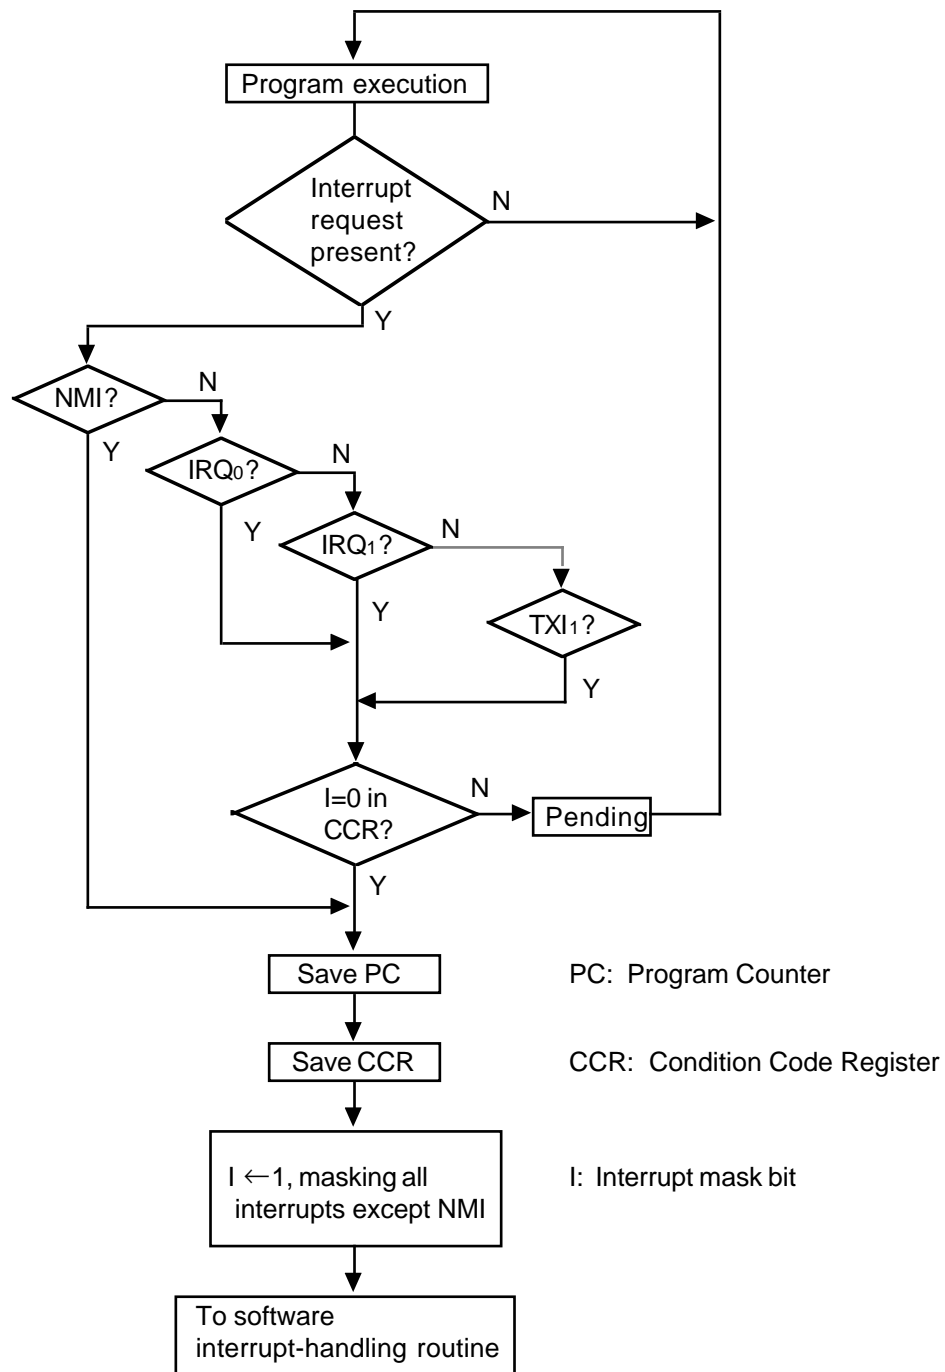 Program execution
Interrupt
request
present?
N
Y
NMI?
N
Y
IRQ0?
N
Y
IRQ1?
N
Y
TXI1?
Y
I=0 in
CCR?
N
Pending
Y
Save PC
PC: Program Counter
Save CCR
CCR: Condition Code Register
I ←1, masking all
interrupts except NMI
I: Interrupt mask bit
To software
interrupt-handling routine